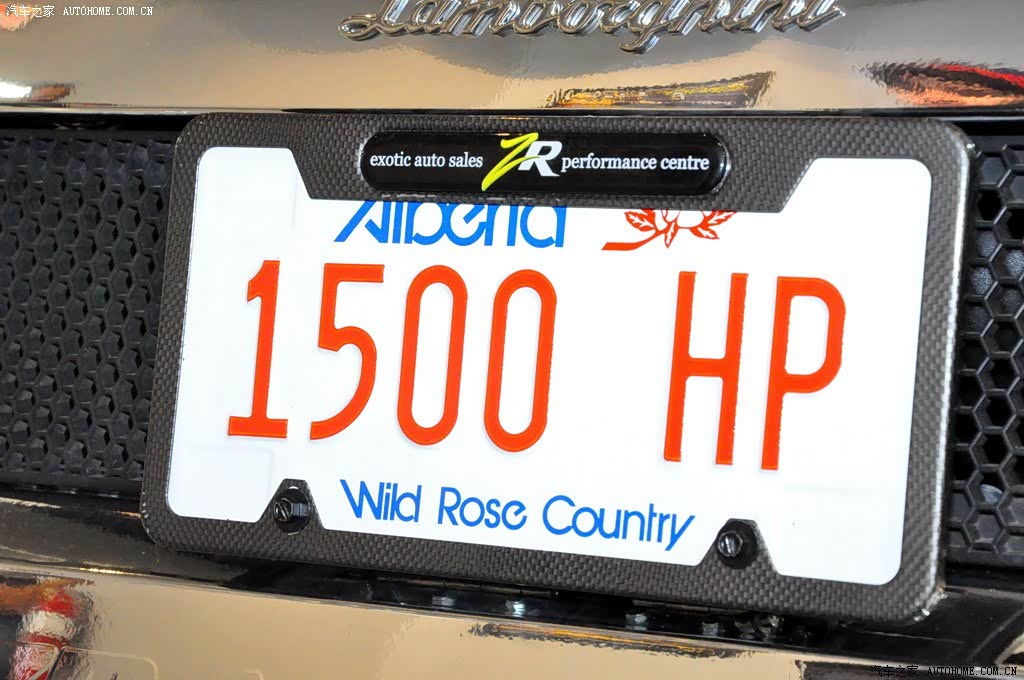 汽车之家 AUTOHOME.COM.CN
Lamborghini
exotic auto sales ZR performance centre
Alberta
1500 HP
Wild Rose Country
汽车之家 AUTOHOME.COM.CN